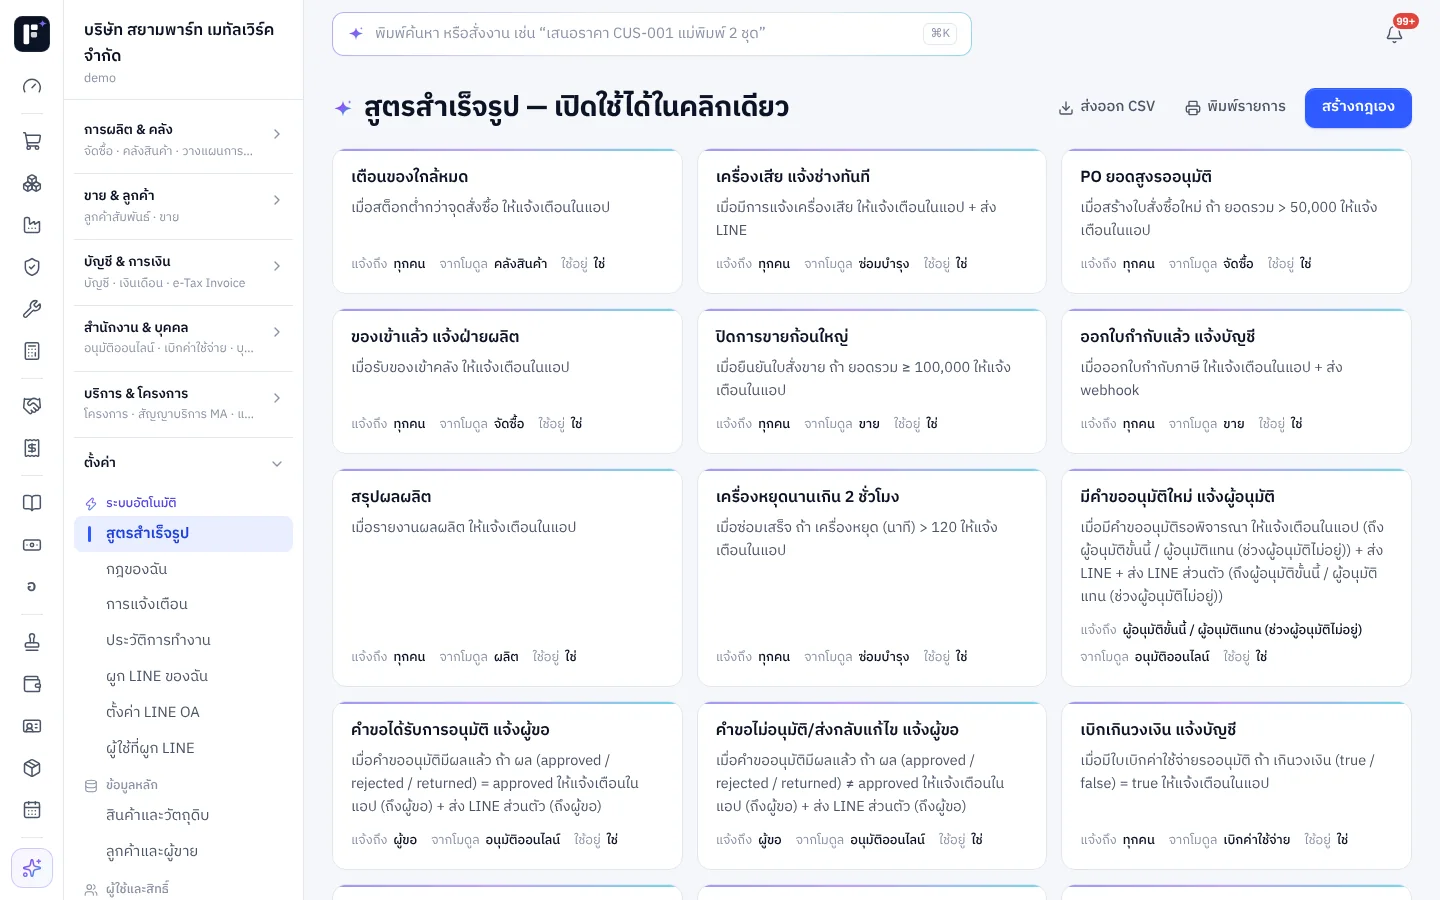 บริษัท สยามพาร์ท เมทัลเวิร์ค
จำกัด
demo
การผลิต & คลัง
จัดซื้อ · คลังสินค้า · วางแผนการ...
ขาย & ลูกค้า
ลูกค้าสัมพันธ์ · ขาย
บัญชี & การเงิน
บัญชี · เงินเดือน · e-Tax Invoice
สำนักงาน & บุคคล
อนุมัติออนไลน์ · เบิกค่าใช้จ่าย · บุ...
บริการ & โครงการ
โครงการ · สัญญาบริการ MA · แ...
ตั้งค่า
ระบบอัตโนมัติ
สูตรสำเร็จรูป
กฎของฉัน
การแจ้งเตือน
ประวัติการทำงาน
ผูก LINE ของฉัน
ตั้งค่า LINE OA
ผู้ใช้ที่ผูก LINE
ข้อมูลหลัก
สินค้าและวัตถุดิบ
ลูกค้าและผู้ขาย
ผู้ใช้และสิทธิ์
อ
พิมพ์ค้นหา หรือสั่งงาน เช่น “เสนอราคา CUS-001 แม่พิมพ์ 2 ชุด”
⌘K
99+
สูตรสำเร็จรูป — เปิดใช้ได้ในคลิกเดียว
ส่งออก CSV
พิมพ์รายการ
สร้างกฎเอง
เตือนของใกล้หมด
เมื่อสต็อกต่ำกว่าจุดสั่งซื้อ ให้แจ้งเตือนในแอป
แจ้งถึง ทุกคน จากโมดูล คลังสินค้า ใช้อยู่ ใช่
เครื่องเสีย แจ้งช่างทันที
เมื่อมีการแจ้งเครื่องเสีย ให้แจ้งเตือนในแอป + ส่ง
LINE
แจ้งถึง ทุกคน จากโมดูล ซ่อมบำรุง ใช้อยู่ ใช่
PO ยอดสูงรออนุมัติ
เมื่อสร้างใบสั่งซื้อใหม่ ถ้า ยอดรวม > 50,000 ให้แจ้ง
เตือนในแอป
แจ้งถึง ทุกคน จากโมดูล จัดซื้อ ใช้อยู่ ใช่
ของเข้าแล้ว แจ้งฝ่ายผลิต
เมื่อรับของเข้าคลัง ให้แจ้งเตือนในแอป
แจ้งถึง ทุกคน จากโมดูล จัดซื้อ ใช้อยู่ ใช่
ปิดการขายก้อนใหญ่
เมื่อยืนยันใบสั่งขาย ถ้า ยอดรวม ≥ 100,000 ให้แจ้ง
เตือนในแอป
แจ้งถึง ทุกคน จากโมดูล ขาย ใช้อยู่ ใช่
ออกใบกำกับแล้ว แจ้งบัญชี
เมื่อออกใบกำกับภาษี ให้แจ้งเตือนในแอป + ส่ง
webhook
แจ้งถึง ทุกคน จากโมดูล ขาย ใช้อยู่ ใช่
สรุปผลผลิต
เมื่อรายงานผลผลิต ให้แจ้งเตือนในแอป
แจ้งถึง ทุกคน จากโมดูล ผลิต ใช้อยู่ ใช่
เครื่องหยุดนานเกิน 2 ชั่วโมง
เมื่อซ่อมเสร็จ ถ้า เครื่องหยุด (นาที) > 120 ให้แจ้ง
เตือนในแอป
แจ้งถึง ทุกคน จากโมดูล ซ่อมบำรุง ใช้อยู่ ใช่
มีคำขออนุมัติใหม่ แจ้งผู้อนุมัติ
เมื่อมีคำขออนุมัติรอพิจารณา ให้แจ้งเตือนในแอป (ถึง
ผู้อนุมัติขั้นนี้ / ผู้อนุมัติแทน (ช่วงผู้อนุมัติไม่อยู่)) + ส่ง
LINE + ส่ง LINE ส่วนตัว (ถึงผู้อนุมัติขั้นนี้ / ผู้อนุมัติ
แทน (ช่วงผู้อนุมัติไม่อยู่))
แจ้งถึง ผู้อนุมัติขั้นนี้ / ผู้อนุมัติแทน (ช่วงผู้อนุมัติไม่อยู่)
จากโมดูล อนุมัติออนไลน์ ใช้อยู่ ใช่
คำขอได้รับการอนุมัติ แจ้งผู้ขอ
เมื่อคำขออนุมัติมีผลแล้ว ถ้า ผล (approved /
rejected / returned) = approved ให้แจ้งเตือนใน
แอป (ถึงผู้ขอ) + ส่ง LINE ส่วนตัว (ถึงผู้ขอ)
แจ้งถึง ผู้ขอ จากโมดูล อนุมัติออนไลน์ ใช้อยู่ ใช่
คำขอไม่อนุมัติ/ส่งกลับแก้ไข แจ้งผู้ขอ
เมื่อคำขออนุมัติมีผลแล้ว ถ้า ผล (approved /
rejected / returned) ≠ approved ให้แจ้งเตือนใน
แอป (ถึงผู้ขอ) + ส่ง LINE ส่วนตัว (ถึงผู้ขอ)
แจ้งถึง ผู้ขอ จากโมดูล อนุมัติออนไลน์ ใช้อยู่ ใช่
เบิกเกินวงเงิน แจ้งบัญชี
เมื่อมีใบเบิกค่าใช้จ่ายรออนุมัติ ถ้า เกินวงเงิน (true /
false) = true ให้แจ้งเตือนในแอป
แจ้งถึง ทุกคน จากโมดูล เบิกค่าใช้จ่าย ใช้อยู่ ใช่